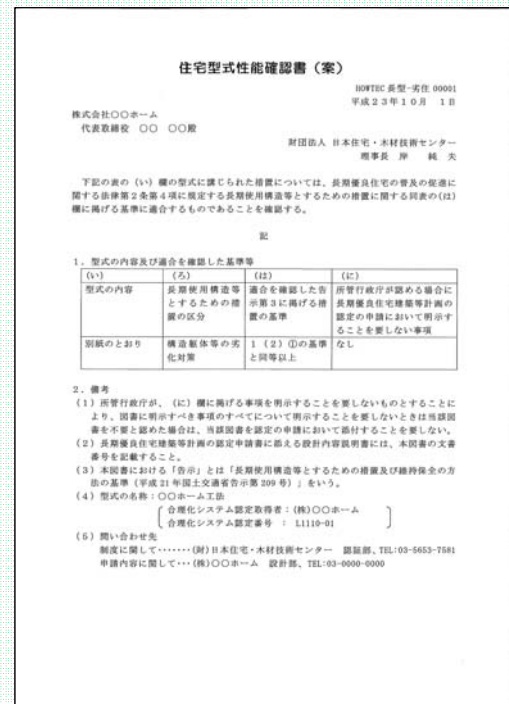 住宅型式性能確認書（案）
HOWTEC 長型-劣住 00001
平成２３年１０月　１日
株式会社〇〇ホーム
代表取締役　〇〇　〇〇殿
財団法人 日本住宅・木材技術センター
理事長　岸　純 夫
下記の表の（い）欄の型式に講じられた措置については、長期優良住宅の普及の促進に
関する法律第２条第４項に規定する長期使用構造等とするための措置に関する同表の(は)
欄に掲げる基準に適合するものであることを確認する。
記
１．型式の内容及び適合を確認した基準等
(い)　(ろ)　(は)　(に)
型式の内容　長期使用構造等　適合を確認した告　所管行政庁が認める場合に
とするための措　示第３に掲げる措　長期優良住宅建築等計画の
置の区分　置の基準　認定の申請において明示す
ることを要しない事項
別紙のとおり　構造躯体等の劣　１（２）①の基準　なし
化対策　と同等以上
２．備考
（１）所管行政庁が、（に）欄に掲げる事項を明示することを要しないものとすることに
より、図書に明示すべき事項のすべてについて明示することを要しないときは当該図
書を不要と認めた場合は、当該図書を認定の申請において添付することを要しない。
（２）長期優良住宅建築等計画の認定申請書に添える設計内容説明書には、本図書の文書
番号を記載すること。
（３）本図書における「告示」とは「長期使用構造等とするための措置及び維持保全の方
法の基準（平成 21 年国土交通省告示第 209 号）」をいう。
（４）型式の名称：〇〇ホーム工法
合理化システム認定取得者：(株)〇〇ホーム
合理化システム認定番号　：　L1110-01
（５）問い合わせ先
制度に関して・・・・・・・(財)日本住宅・木材技術センター　認証部、TEL:03-5653-7581
申請内容に関して・・・(株)〇〇ホーム　設計部、TEL:03-0000-0000